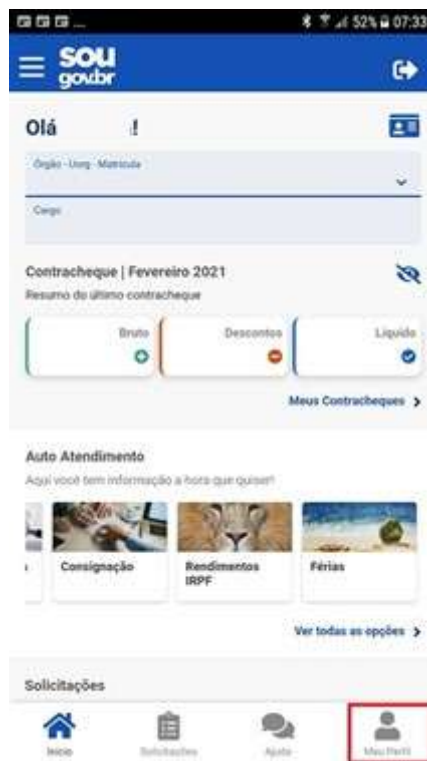 52% 07:33
SOU
gov.br
Olá !
Órgão - Uorg - Matrícula
Cargo
Contracheque | Fevereiro 2021
Resumo do último contracheque
Bruto Descontos Líquido
Meus Contracheques
Auto Atendimento
Aqui você tem informação a hora que quiser!
Consignação Rendimentos Férias
IRPF
Ver todas as opções
Solicitações
Início Solicitações Ajuda Meu Perfil